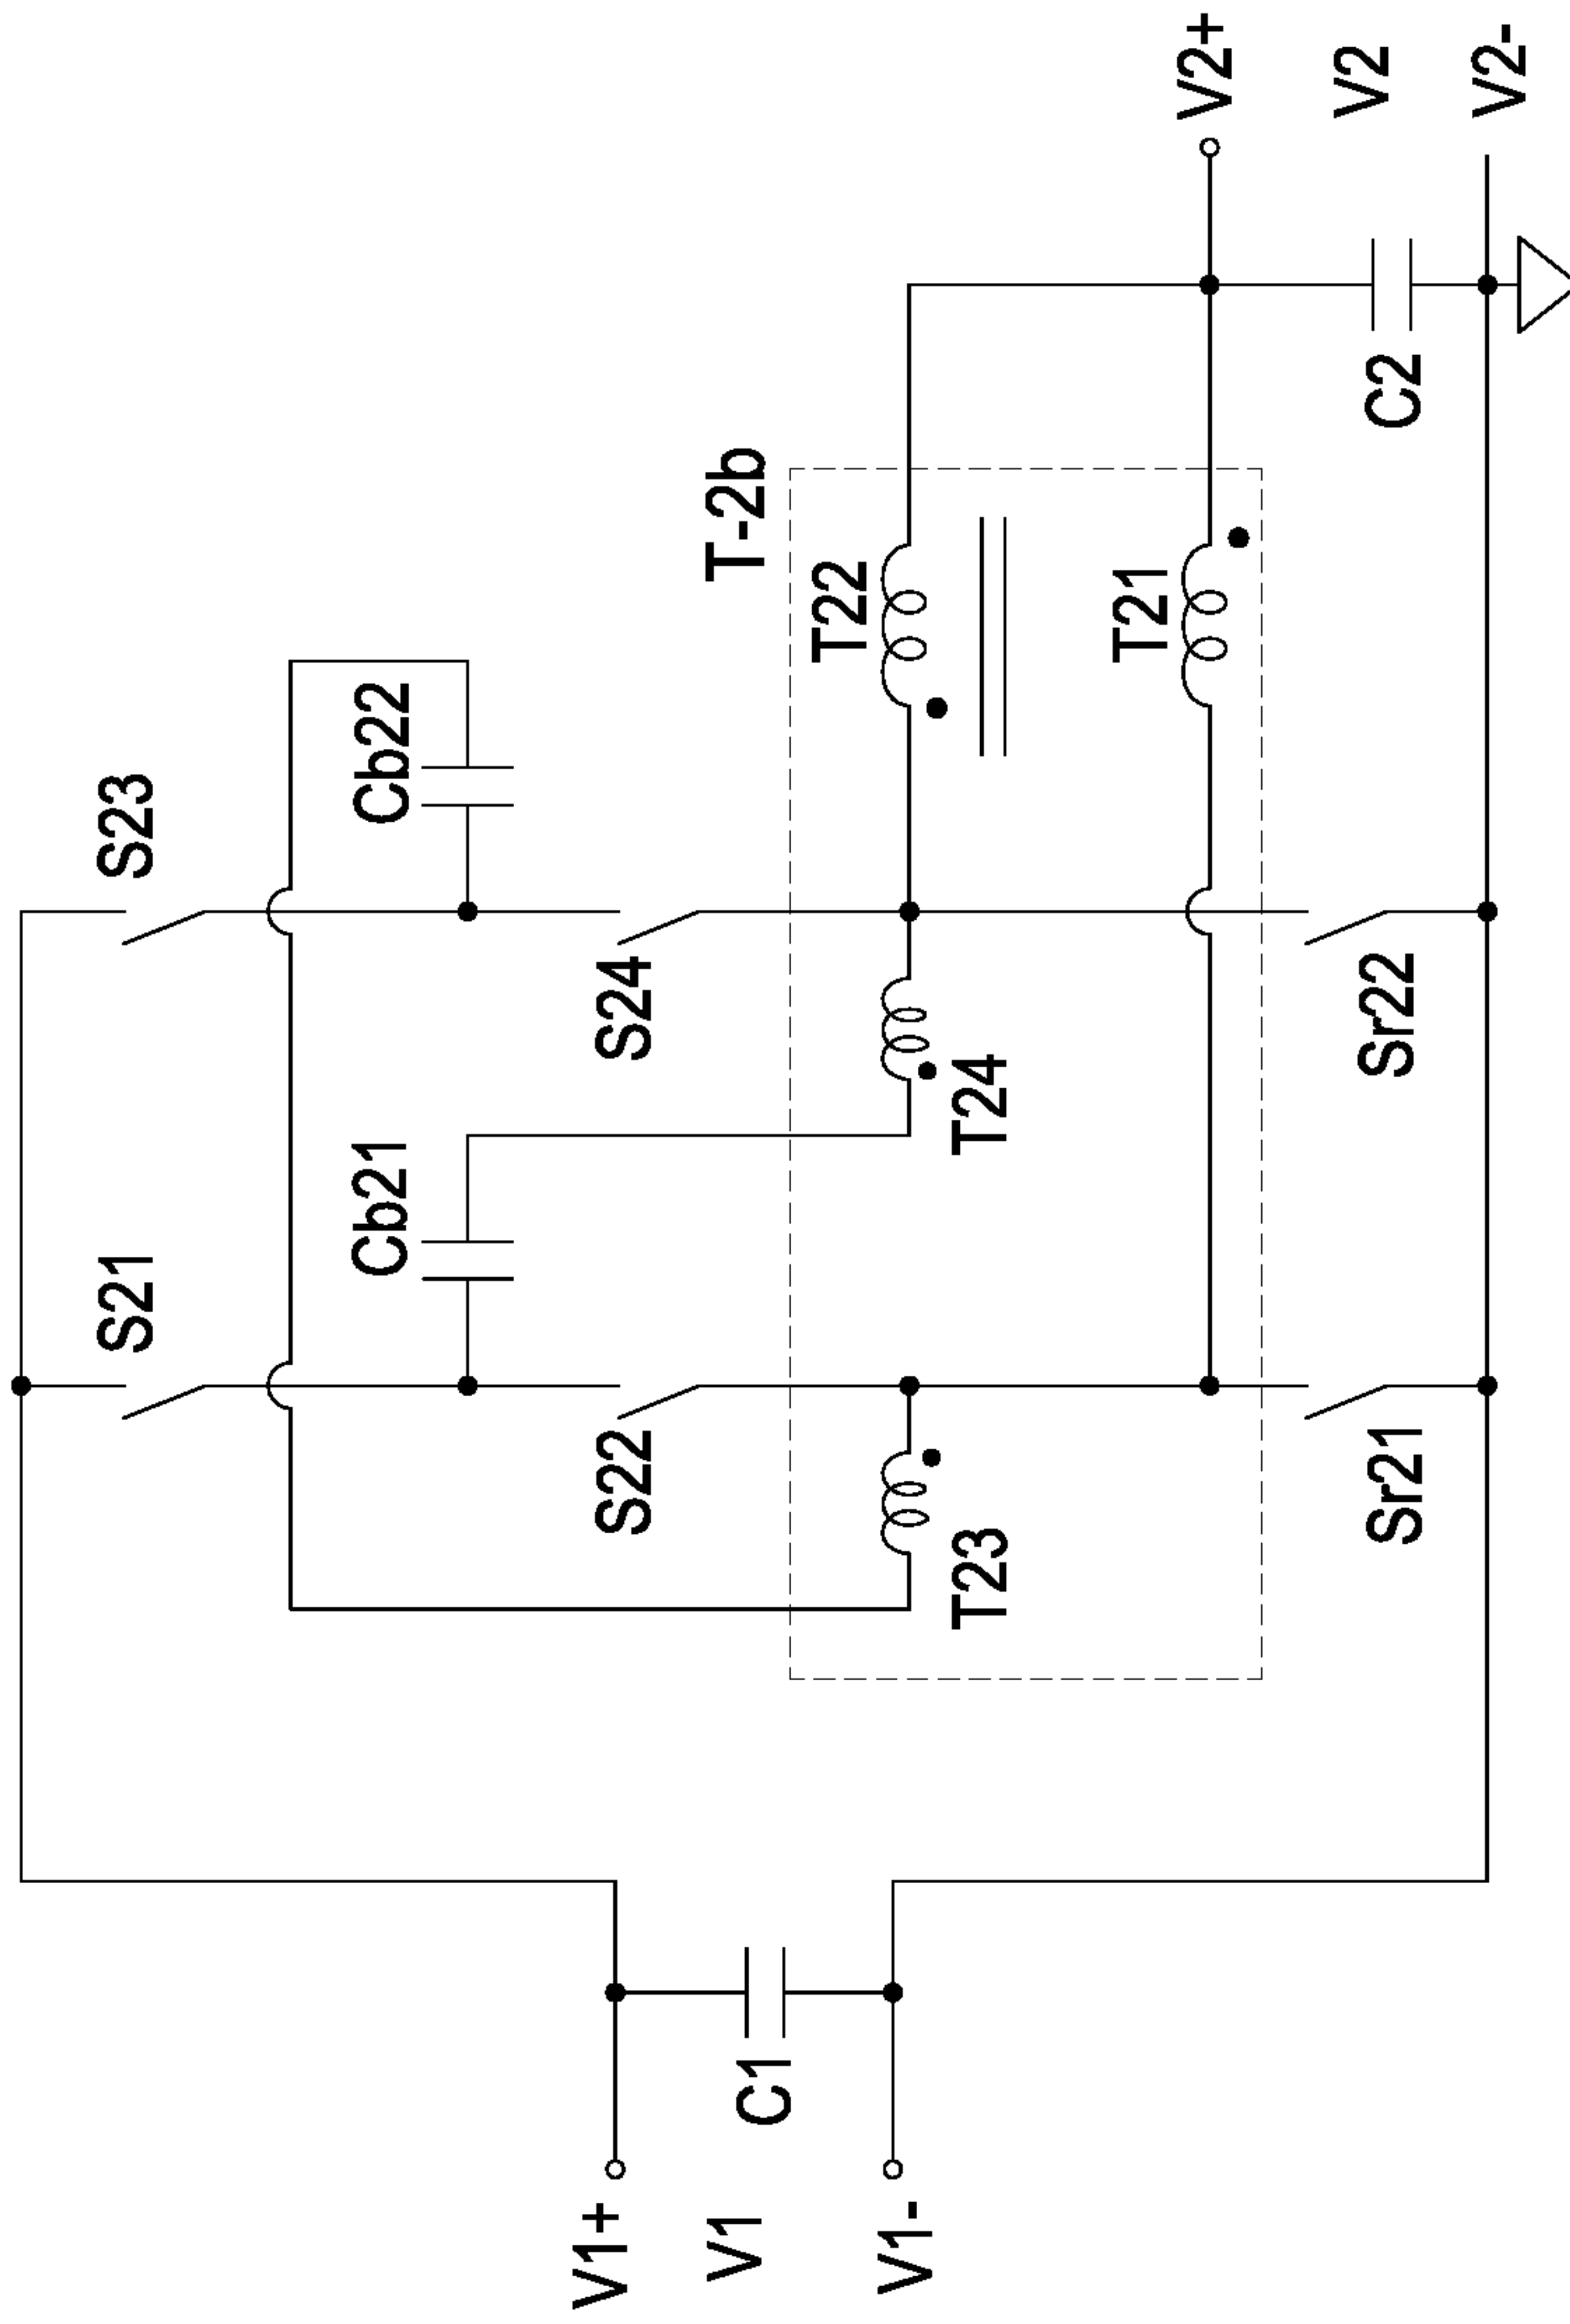 S21
S23
Cb21
Cb22
S22
S24
T-2b
T22
V1+
V1
V1-
C1
T23
T24
T21
V2+
V2
V2-
Sr21
Sr22
C2